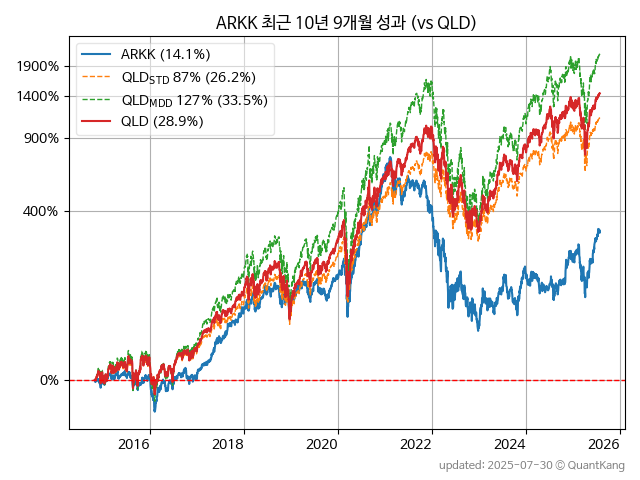 ARKK 최근 10년 9개월 성과 (vs QLD)
ARKK (14.1%)
QLD_STD 87% (26.2%)
QLD_MDD 127% (33.5%)
QLD (28.9%)
1900%
1400%
900%
400%
0%
2016 2018 2020 2022 2024 2026
updated: 2025-07-30 © QuantKang